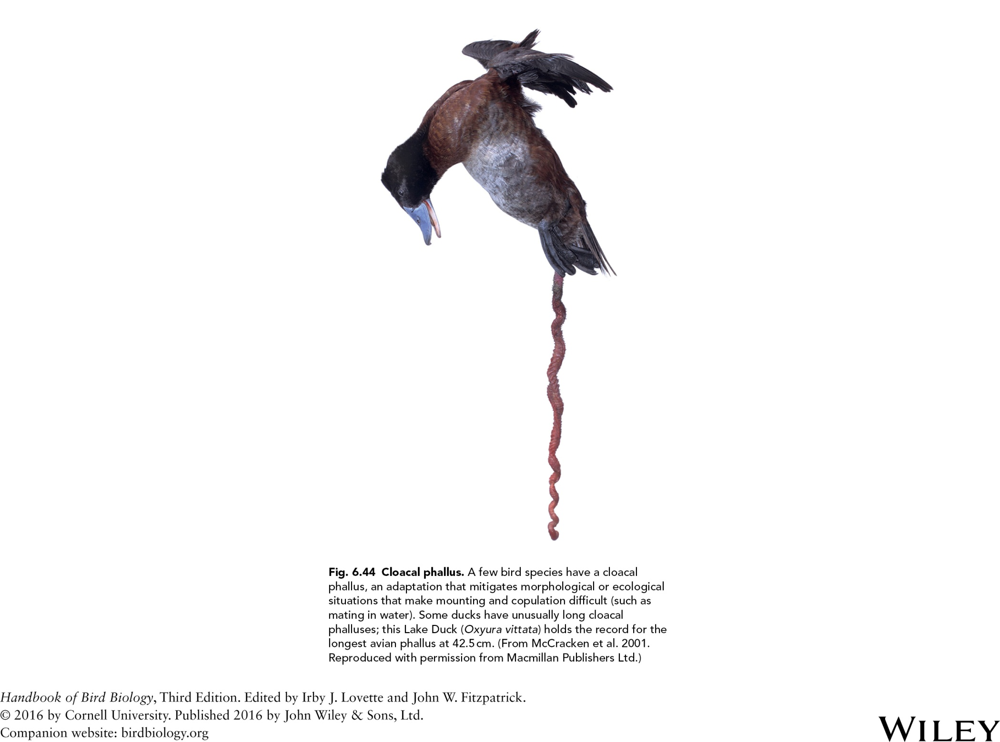 Fig. 6.44 Cloacal phallus. A few bird species have a cloacal
phallus, an adaptation that mitigates morphological or ecological
situations that make mounting and copulation difficult (such as
mating in water). Some ducks have unusually long cloacal
phalluses; this Lake Duck (Oxyura vittata) holds the record for the
longest avian phallus at 42.5 cm. (From McCracken et al. 2001.
Reproduced with permission from Macmillan Publishers Ltd.)
Handbook of Bird Biology, Third Edition. Edited by Irby J. Lovette and John W. Fitzpatrick.
© 2016 by Cornell University. Published 2016 by John Wiley & Sons, Ltd.
Companion website: birdbiology.org
WILEY